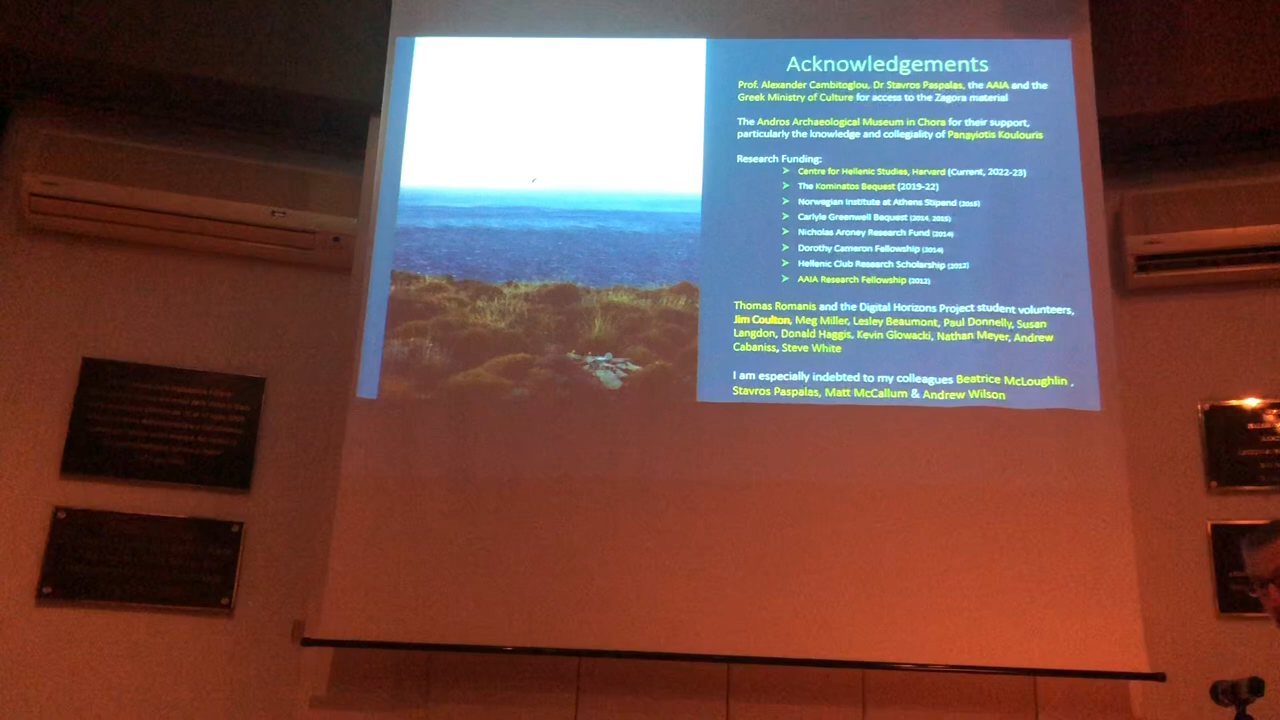 Acknowledgements
Prof. Alexander Cambitoglou, Dr Stavros Paspalas, the AAIA and the
Greek Ministry of Culture for access to the Zagora material
The Andros Archaeological Museum in Chora for their support,
particularly the knowledge and collegiality of Pangyiotis Koulouris
Research Funding:
➤ Centre for Hellenic Studies, Harvard (Current, 2022-23)
➤ The Kominatos Bequest (2019-22)
➤ Norwegian Institute at Athens Stipend (2015)
➤ Carlyle Greenwell Bequest (2014, 2015)
➤ Nicholas Aroney Research Fund (2014)
➤ Dorothy Cameron Fellowship (2014)
➤ Hellenic Club Research Scholarship (2012)
➤ AAIA Research Fellowship (2012)
Thomas Romanis and the Digital Horizons Project student volunteers,
Jim Coulton, Meg Miller, Lesley Beaumont, Paul Donnelly, Susan
Langdon, Donald Haggis, Kevin Glowacki, Nathan Meyer, Andrew
Cabaniss, Steve White
I am especially indebted to my colleagues Beatrice McLoughlin ,
Stavros Paspalas, Matt McCallum & Andrew Wilson